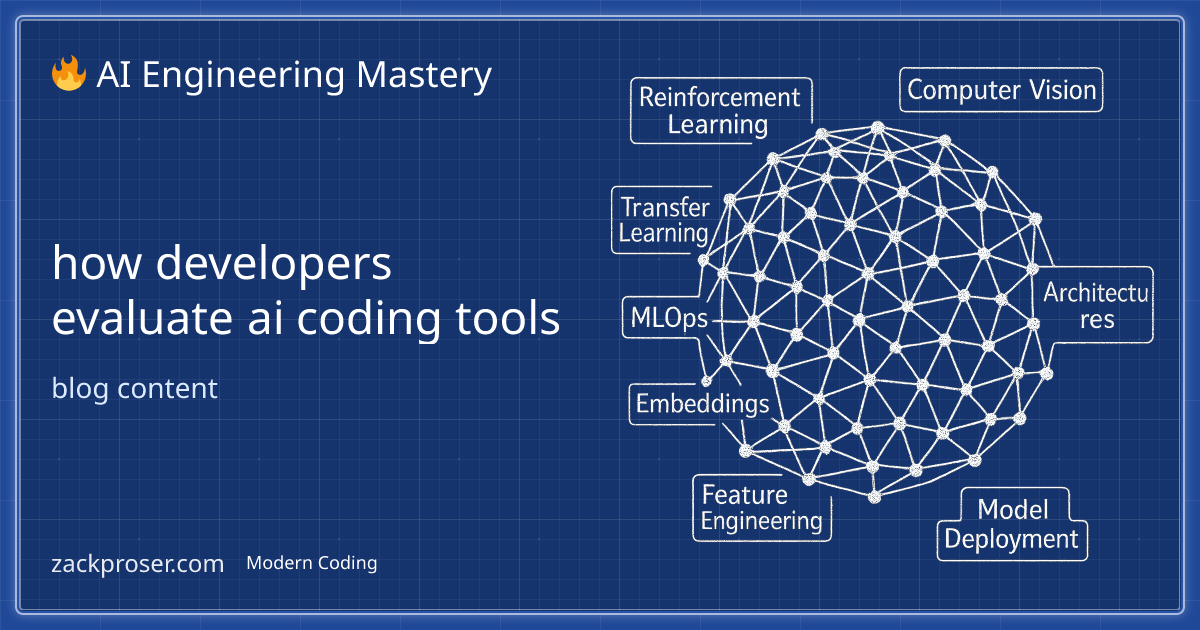 🔥 AI Engineering Mastery
how developers
evaluate ai coding tools
blog content
zackproser.com
Modern Coding
Reinforcement
Learning
Computer Vision
Transfer
Learning
MLOps
Architectu
res
Embeddings
Feature
Engineering
Model
Deployment